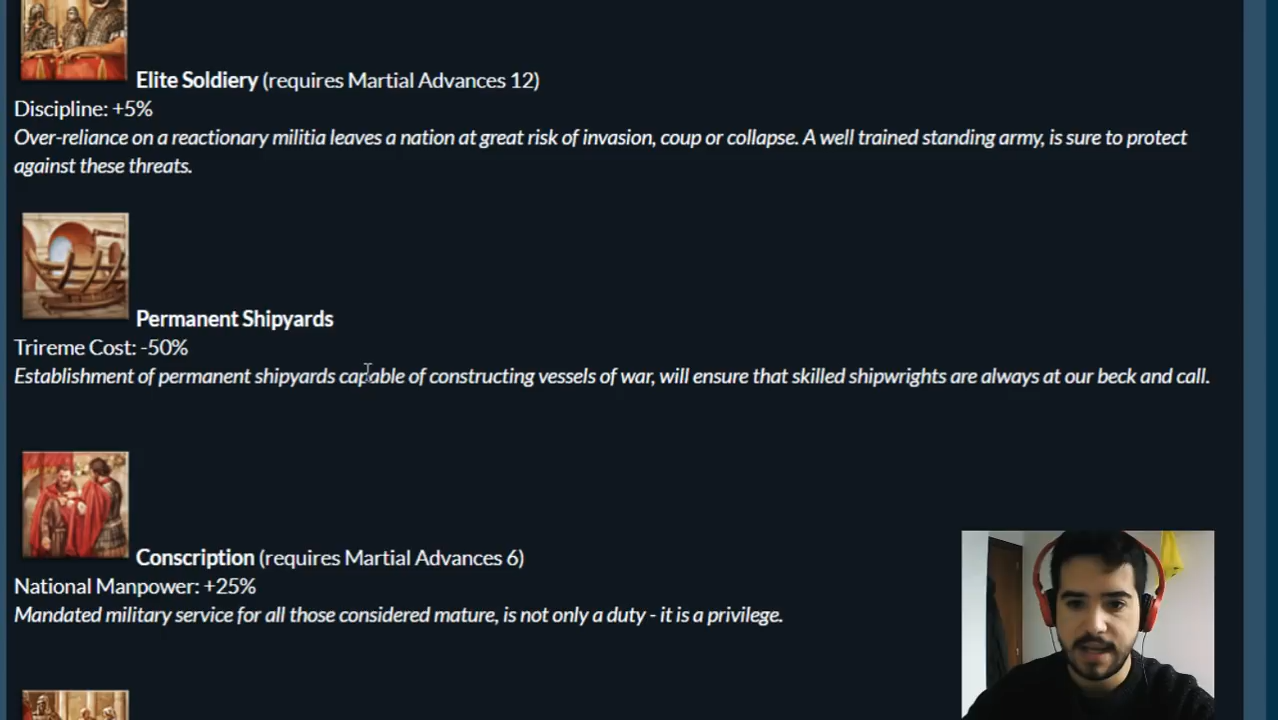 Elite Soldiery (requires Martial Advances 12)
Discipline: +5%
Over-reliance on a reactionary militia leaves a nation at great risk of invasion, coup or collapse. A well trained standing army, is sure to protect
against these threats.
Permanent Shipyards
Trireme Cost: -50%
Establishment of permanent shipyards capable of constructing vessels of war, will ensure that skilled shipwrights are always at our beck and call.
Conscription (requires Martial Advances 6)
National Manpower: +25%
Mandated military service for all those considered mature, is not only a duty - it is a privilege.